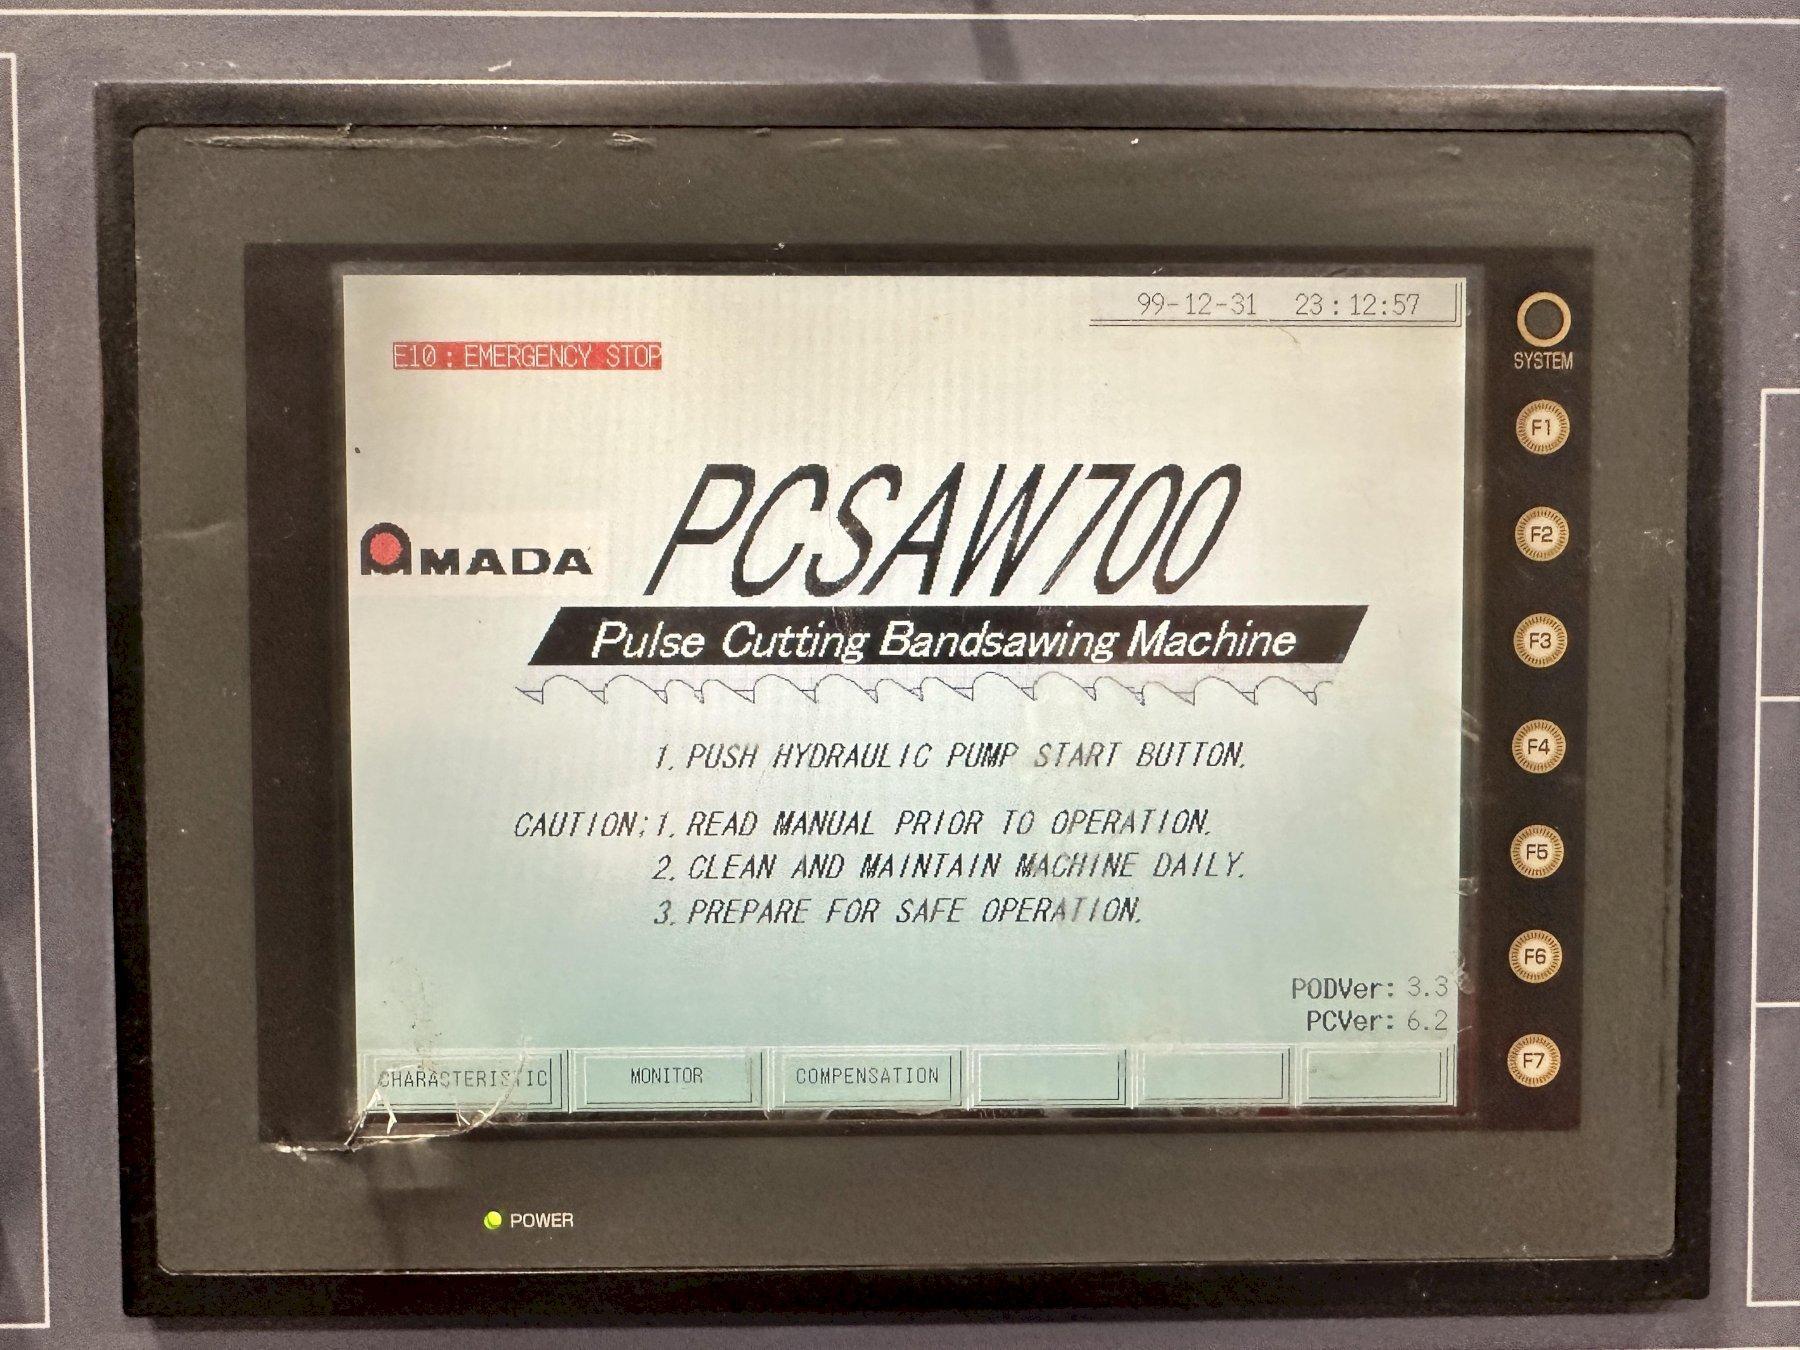 99-12-31 23:12:57
E10: EMERGENCY STOP
SYSTEM
F1
F2
F3
F4
F5
F6
F7
AMADA
PCSAW700
Pulse Cutting Bandsawing Machine
1. PUSH HYDRAULIC PUMP START BUTTON.
CAUTION; 1. READ MANUAL PRIOR TO OPERATION.
2. CLEAN AND MAINTAIN MACHINE DAILY.
3. PREPARE FOR SAFE OPERATION.
PODVer: 3.3
PCVer: 6.2
CHARACTERISTIC MONITOR COMPENSATION
POWER